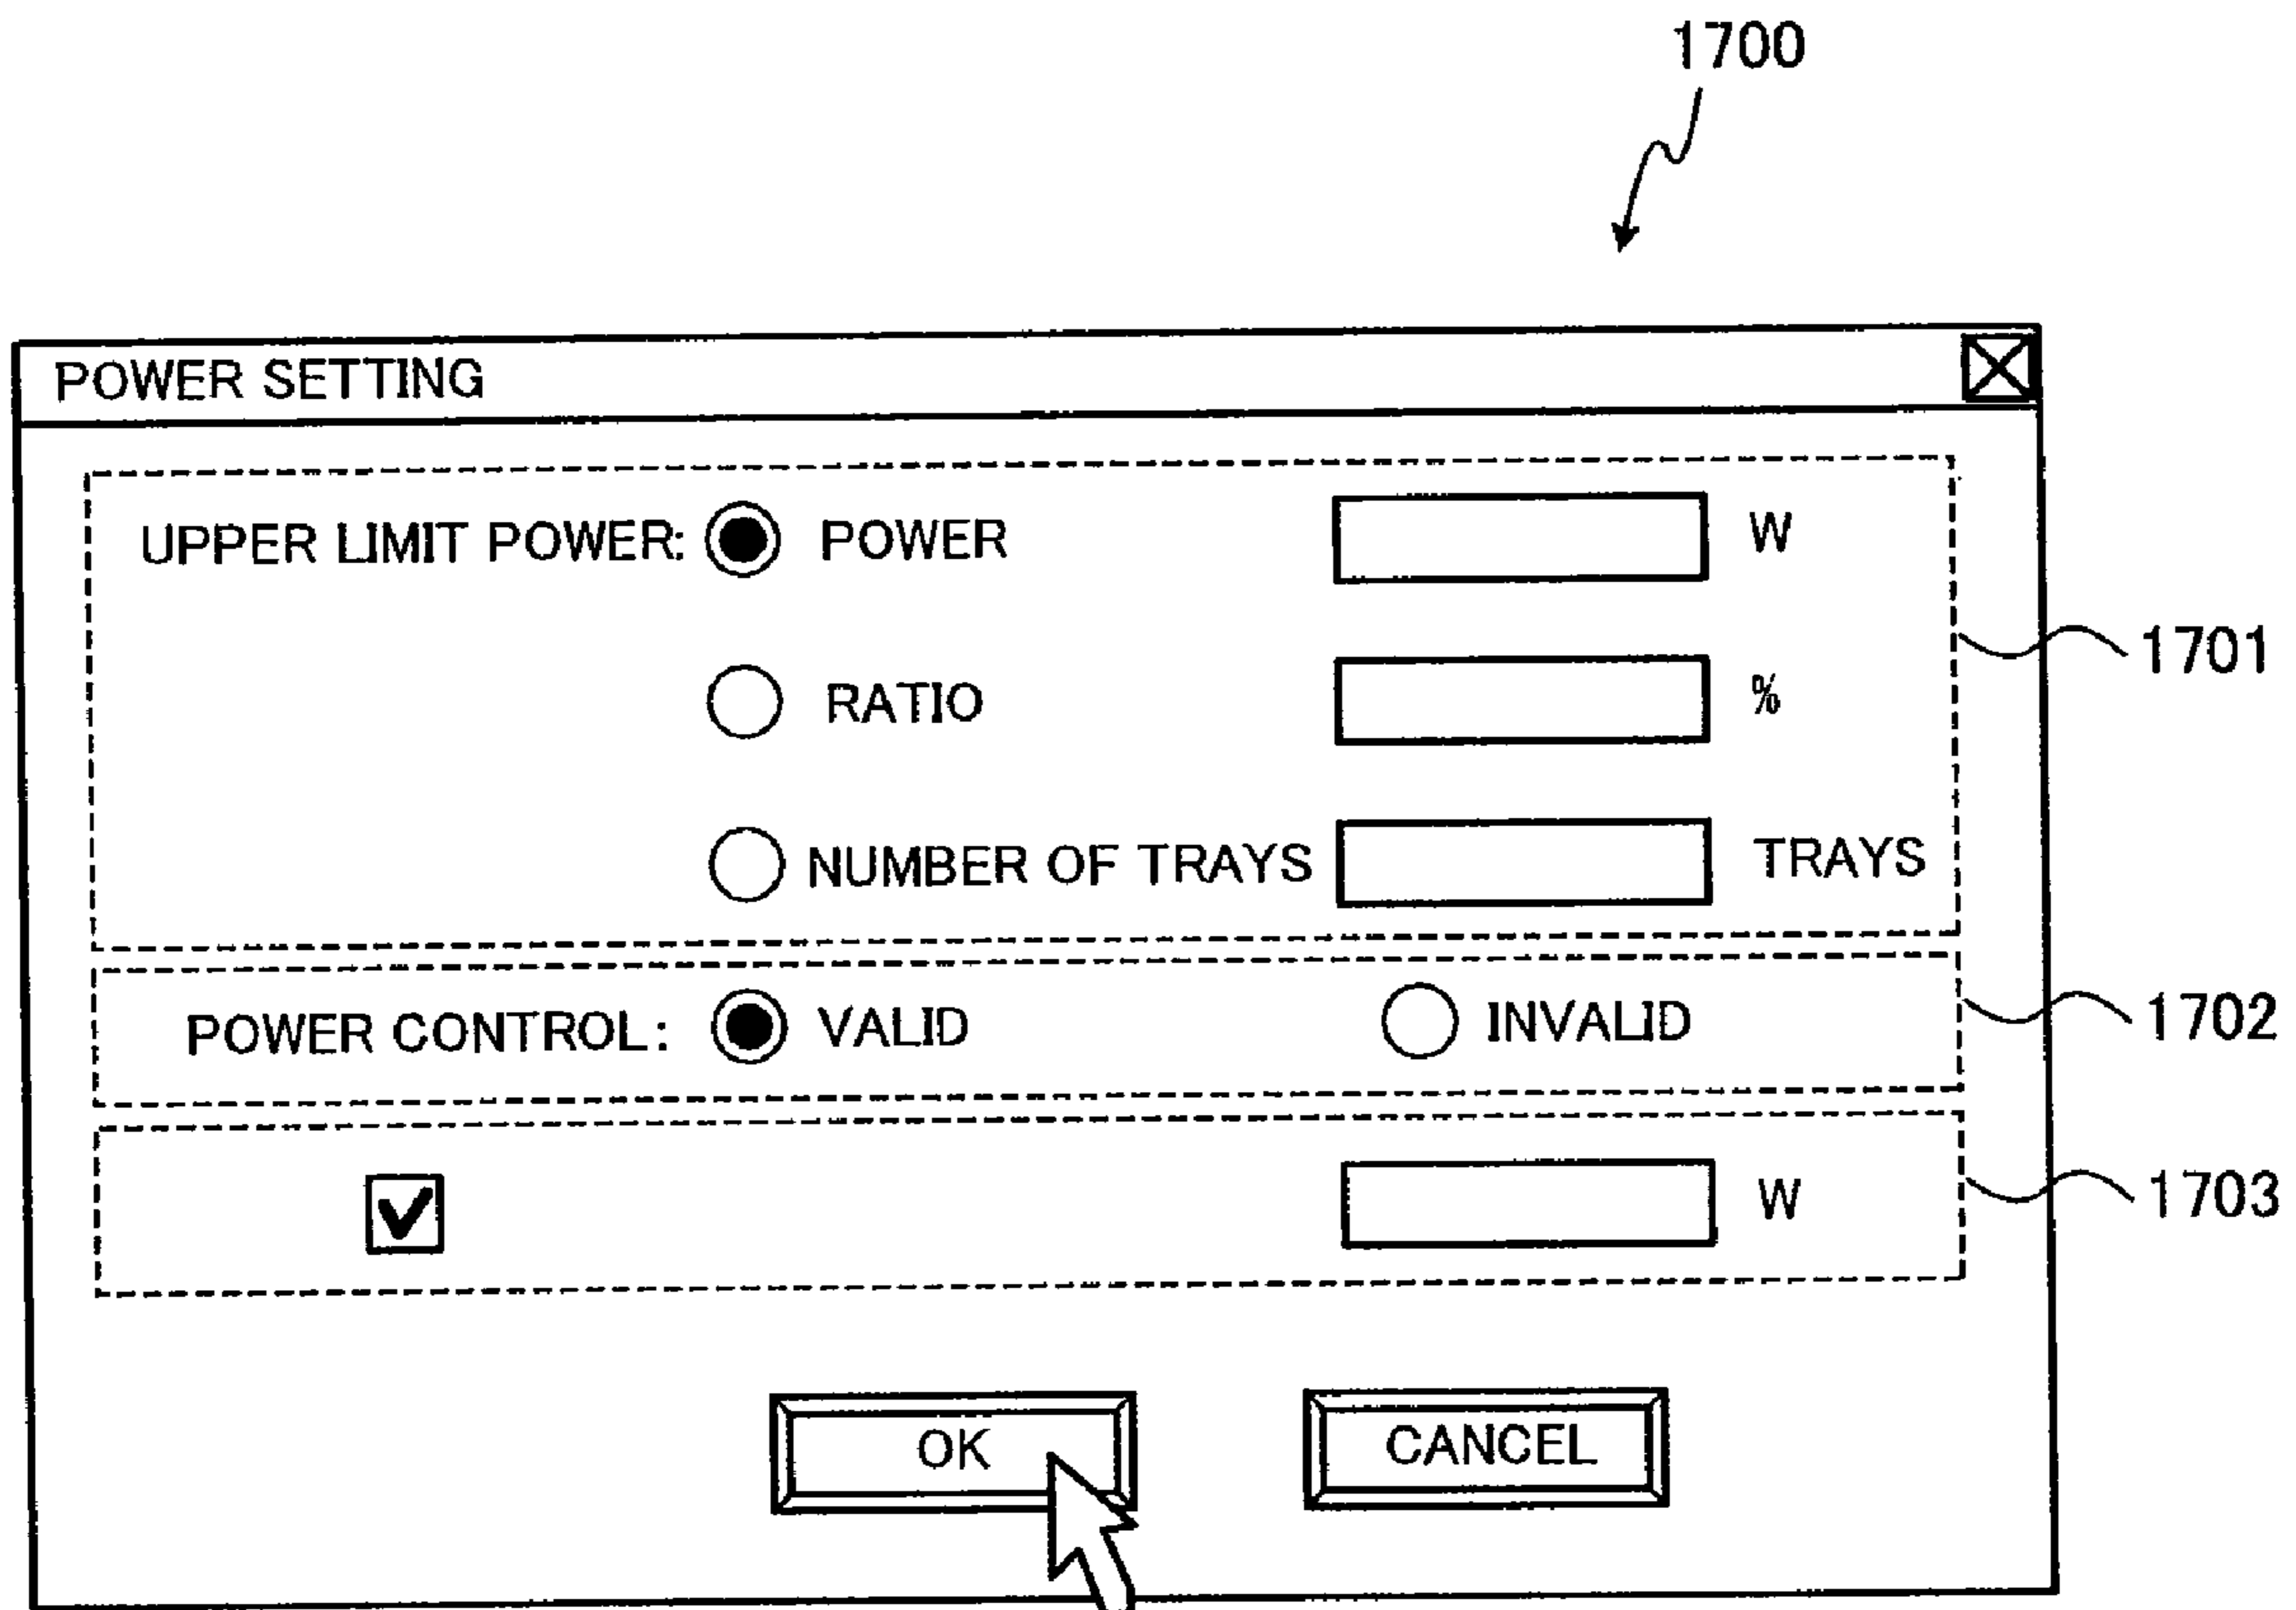 1700
POWER SETTING
UPPER LIMIT POWER: POWER W
1701
RATIO %
NUMBER OF TRAYS TRAYS
POWER CONTROL: VALID INVALID
1702
W
1703
OK CANCEL